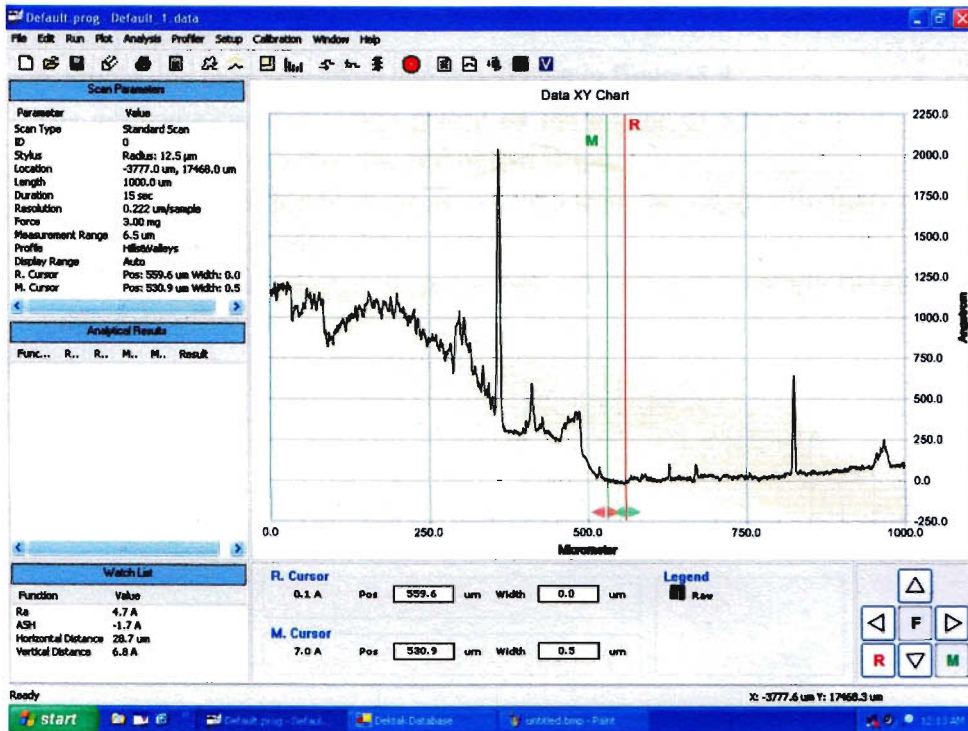 Default.prog Default_1.data
File Edit Run Plot Analysis Profiler Setup Calibration Window Help
Scan Parameters
Parameter Value
Scan Type Standard Scan
ID 0
Stylus Radius: 12.5 µm
Location -3777.0 um, 17468.0 um
Length 1000.0 um
Duration 15 sec
Resolution 0.222 um/sample
Force 3.00 mg
Measurement Range 6.5 um
Profile Hills&Valleys
Display Range Auto
R. Cursor Pos: 559.6 um Width: 0.0
M. Cursor Pos: 530.9 um Width: 0.5
Analytical Results
Func... R.. R.. M.. M.. Result
Watch List
Function Value
Ra 4.7 A
ASH -1.7 A
Horizontal Distance 28.7 um
Vertical Distance 6.8 A
Data XY Chart
M R
2250.0
2000.0
1750.0
1500.0
1250.0
1000.0
750.0
500.0
250.0
0.0
-250.0
Angstrom
0.0 250.0 500.0 750.0 1000.0
Micrometer
R. Cursor
0.1 A Pos 559.6 um Width 0.0 um
M. Cursor
7.0 A Pos 530.9 um Width 0.5 um
Legend
Raw
F
R M
Ready X: -3777.6 um Y: 17468.3 um
start Default.prog - Defaul... Dektak Database untitled.bmp - Paint 12:13 AM